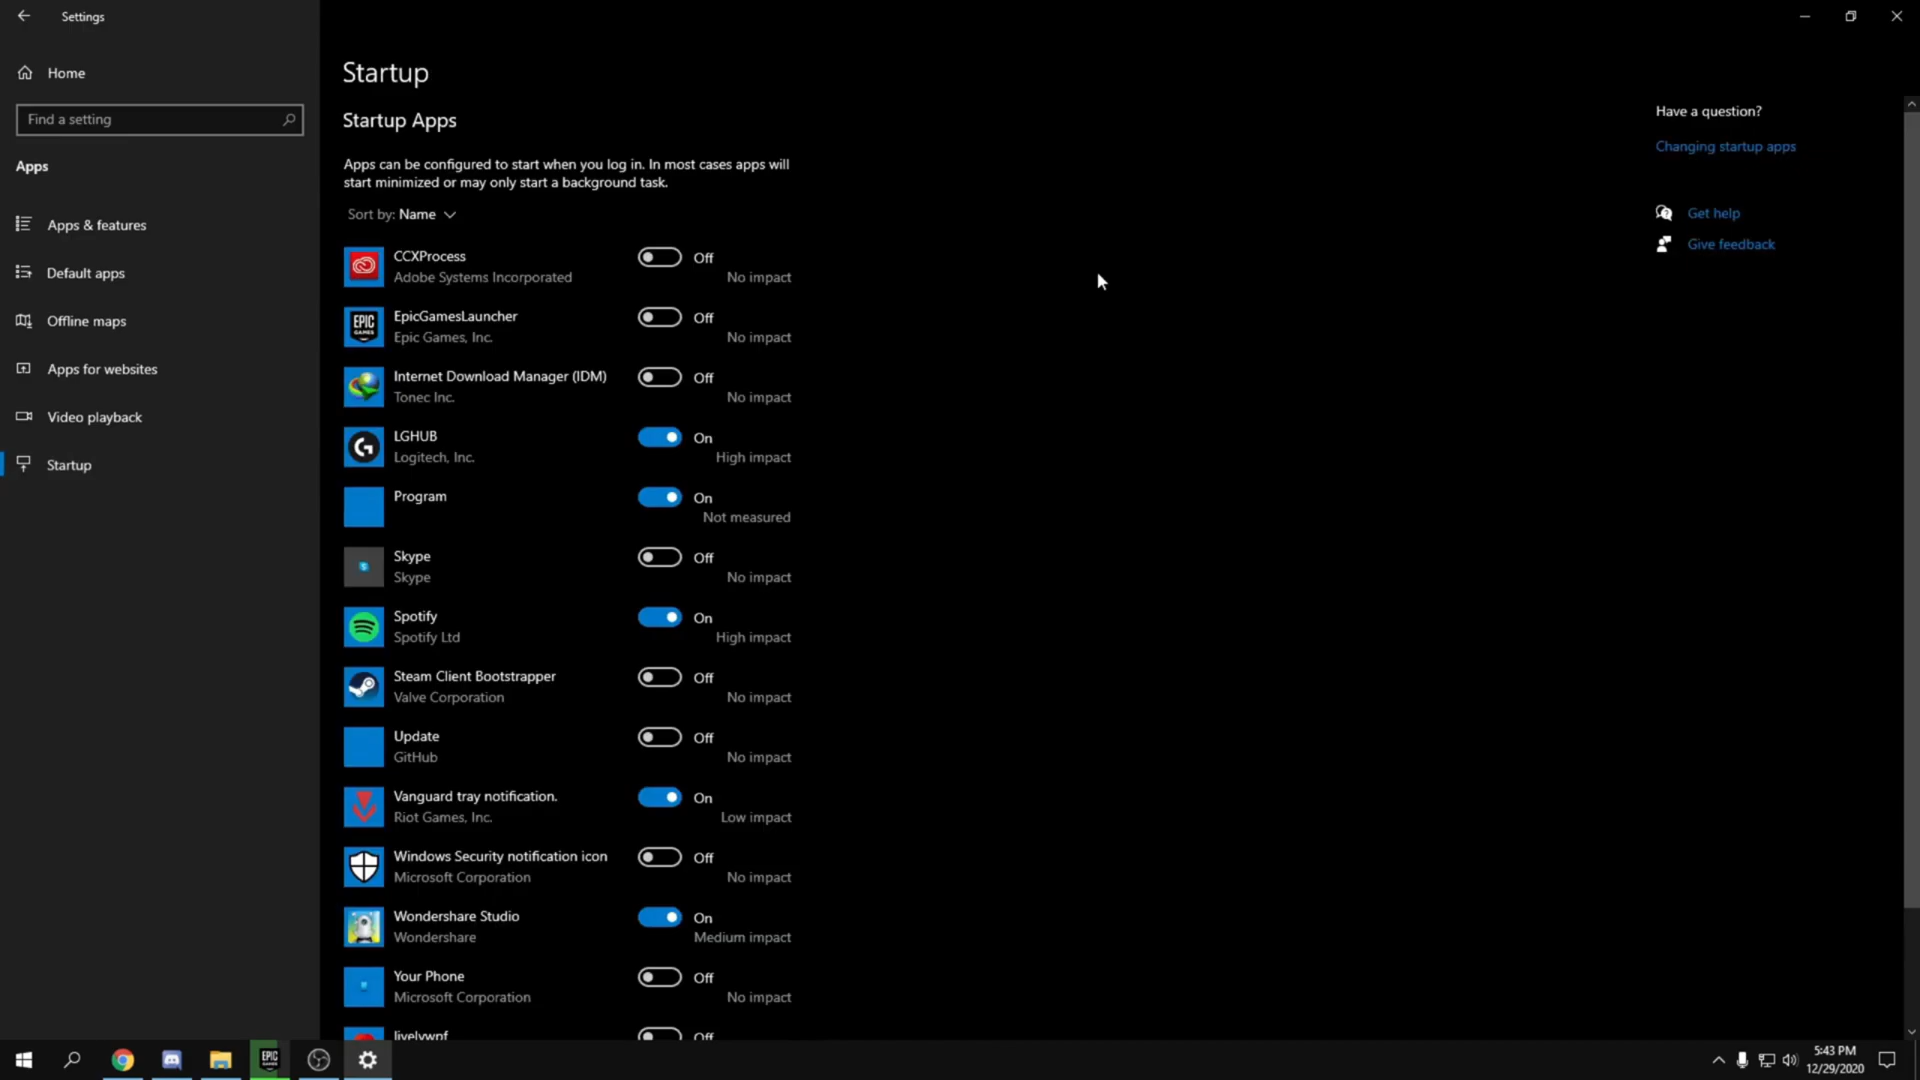 Settings
Home
Find a setting
Apps
Apps & features
Default apps
Offline maps
Apps for websites
Video playback
Startup
Startup
Startup Apps
Apps can be configured to start when you log in. In most cases apps will
start minimized or may only start a background task.
Sort by: Name
CCXProcess
Off
Adobe Systems Incorporated
No impact
EPIC
GAMES
EpicGamesLauncher
Off
Epic Games, Inc.
No impact
Internet Download Manager (IDM)
Off
Tonec Inc.
No impact
LGHUB
On
Logitech, Inc.
High impact
Program
On
Not measured
Skype
Off
Skype
No impact
Spotify
On
Spotify Ltd
High impact
Steam Client Bootstrapper
Off
Valve Corporation
No impact
Update
Off
GitHub
No impact
Vanguard tray notification.
On
Riot Games, Inc.
Low impact
Windows Security notification icon
Off
Microsoft Corporation
No impact
Wondershare Studio
On
Wondershare
Medium impact
Your Phone
Off
Microsoft Corporation
No impact
livelywpf
Off
Have a question?
Changing startup apps
Get help
Give feedback
EPIC
GAMES
5:43 PM
12/29/2020